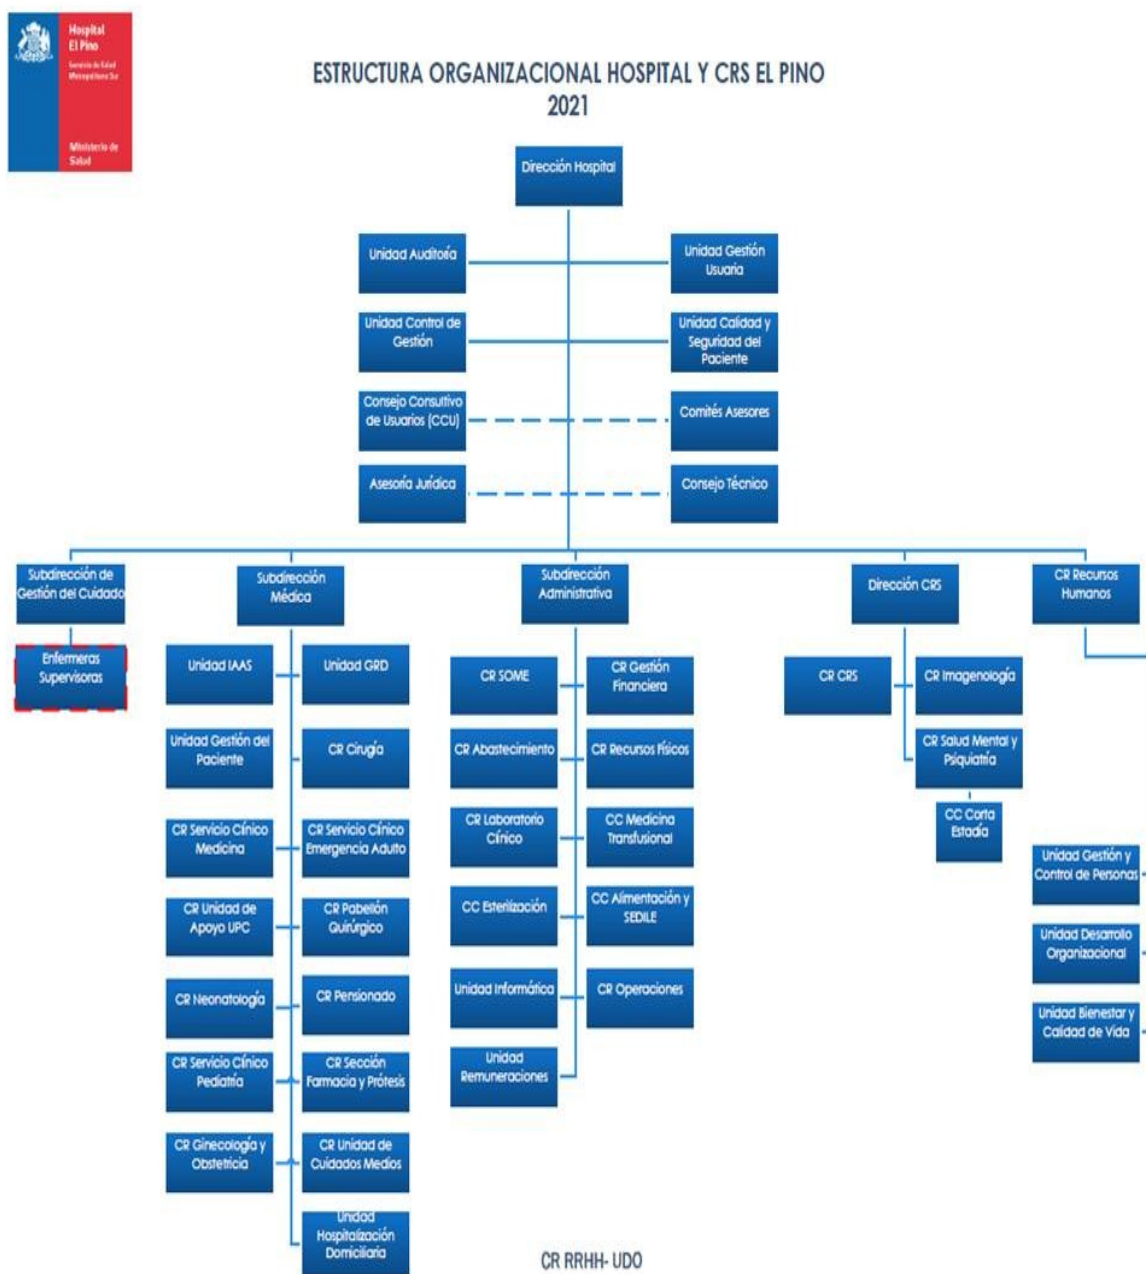 Hospital
El Pino
Servicio de Salud
Metropolitano Sur
Ministerio de
Salud
ESTRUCTURA ORGANIZACIONAL HOSPITAL Y CRS EL PINO
2021
Dirección Hospital
Unidad Auditoría
Unidad Gestión
Usuaria
Unidad Control de
Gestión
Unidad Calidad y
Seguridad del
Paciente
Consejo Consultivo
de Usuarios (CCU)
Comités Asesores
Asesoría Jurídica
Consejo Técnico
Subdirección de
Gestión del Cuidado
Subdirección
Médica
Subdirección
Administrativa
Dirección CRS
CR Recursos
Humanos
Enfermeras
Supervisoras
Unidad IAAS
Unidad GRD
Unidad Gestión del
Paciente
CR Cirugía
CR Servicio Clínico
Medicina
CR Servicio Clínico
Emergencia Adulto
CR Unidad de
Apoyo UPC
CR Pabellón
Quirúrgico
CR Neonatología
CR Pensionado
CR Servicio Clínico
Pediatría
CR Sección
Farmacia y Prótesis
CR Ginecología y
Obstetricia
CR Unidad de
Cuidados Medios
Unidad
Hospitalización
Domiciliaria
CR SOME
CR Gestión
Financiera
CR Abastecimiento
CR Recursos Físicos
CR Laboratorio
Clínico
CC Medicina
Transfusional
CC Esterilización
CC Alimentación y
SEDILE
Unidad Informática
CR Operaciones
Unidad
Remuneraciones
CR CRS
CR Imagenología
CR Salud Mental y
Psiquiatría
CC Corta
Estadía
Unidad Gestión y
Control de Personas
Unidad Desarrollo
Organizacional
Unidad Bienestar y
Calidad de Vida
CR RRHH- UDO